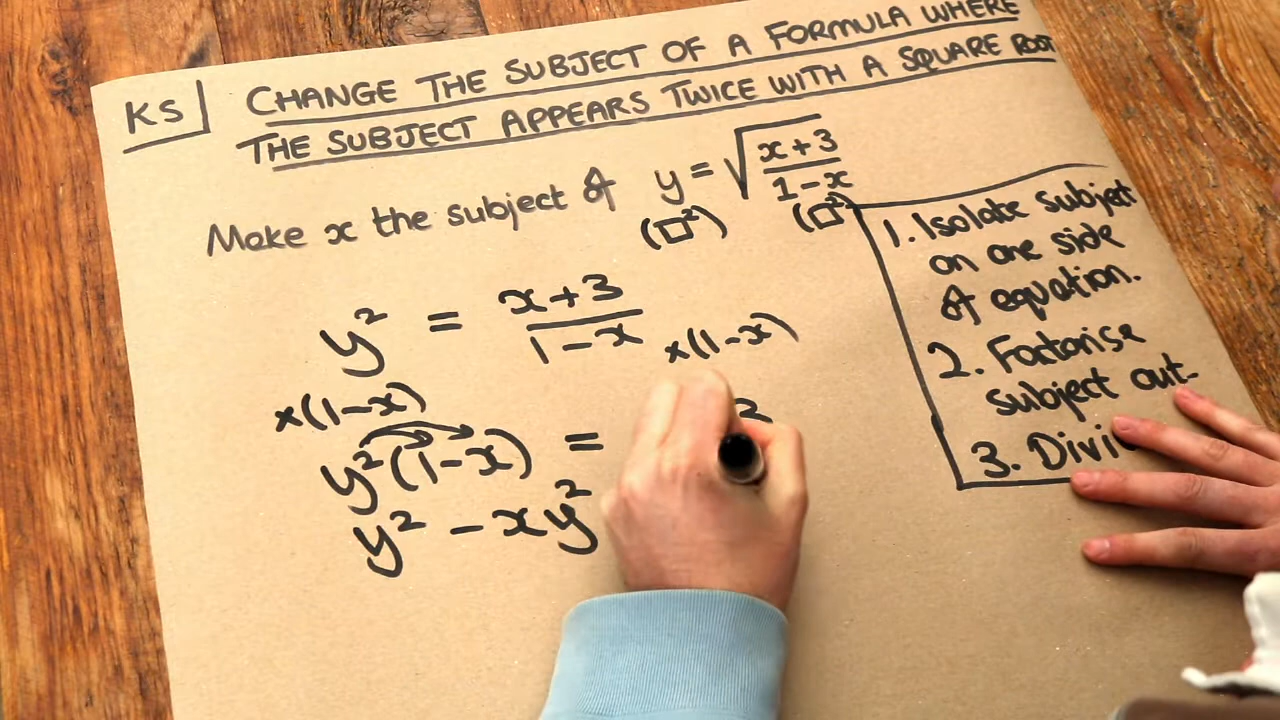 KS
CHANGE THE SUBJECT OF A FORMULA WHERE
THE SUBJECT APPEARS TWICE WITH A SQUARE ROOT
Make x the subject of y = √((x+3)/(1-x))
(□²) (□²)
y² = (x+3)/(1-x)
×(1-x) ×(1-x)
y²(1-x) =
y² - xy²
1. Isolate subject
on one side
of equation.
2. Factorise
subject out.
3.